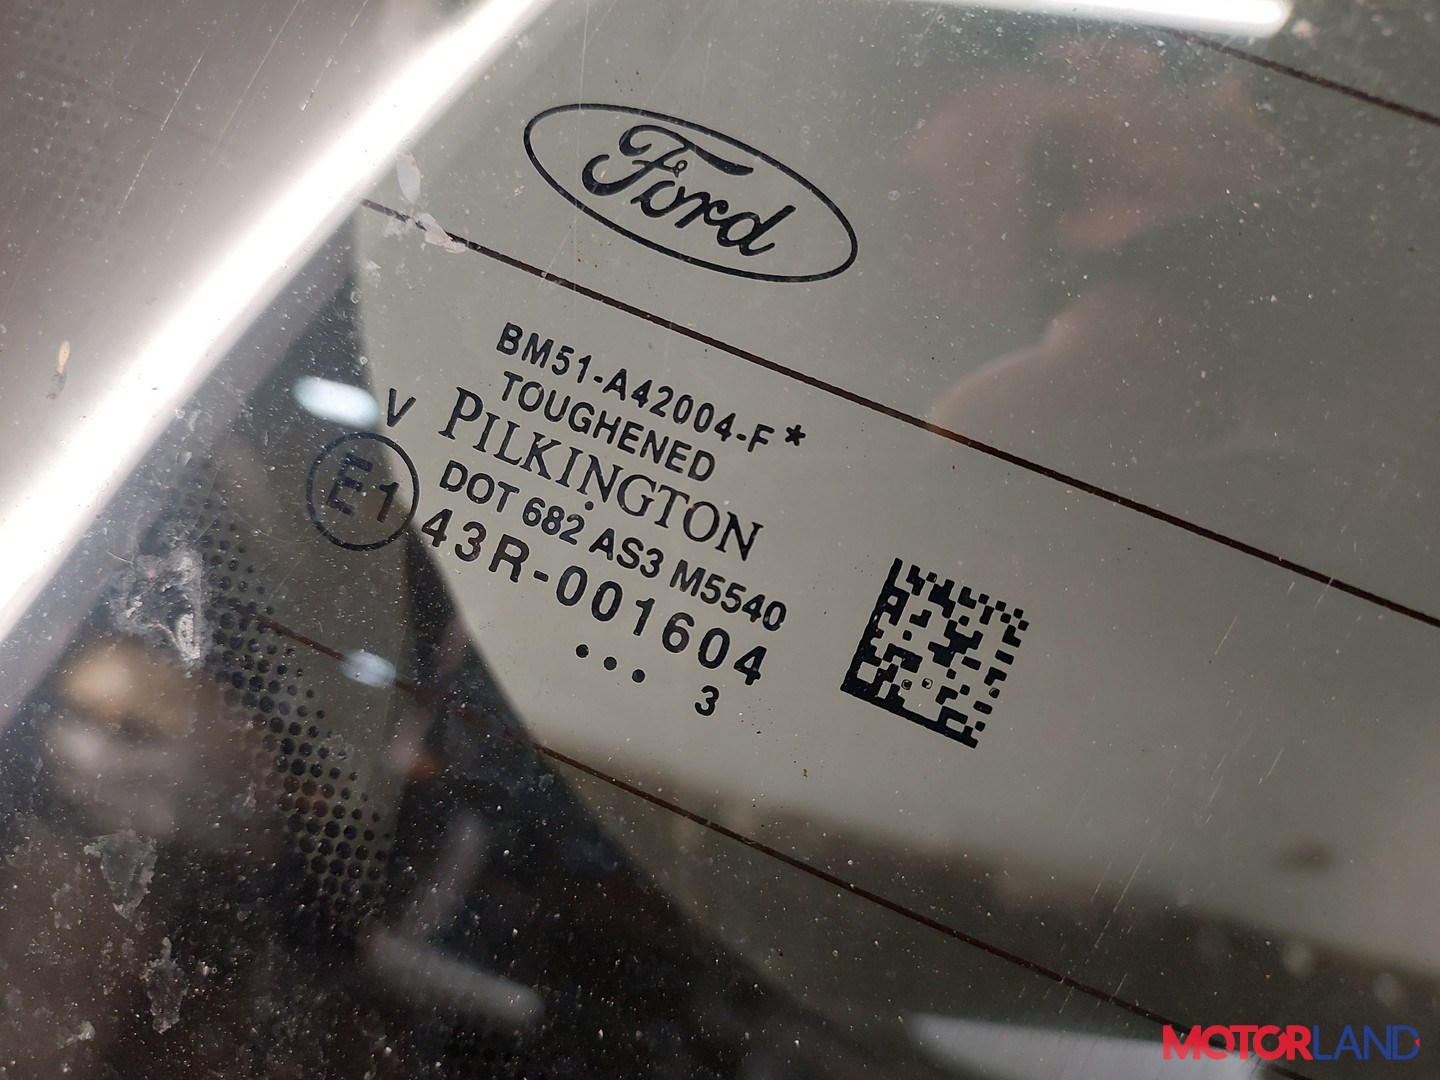 Ford
BM51-A42004-F*
TOUGHENED
V
PILKINGTON
E1
DOT 682 AS3 M5540
43R-001604
... 3
MOTORLAND